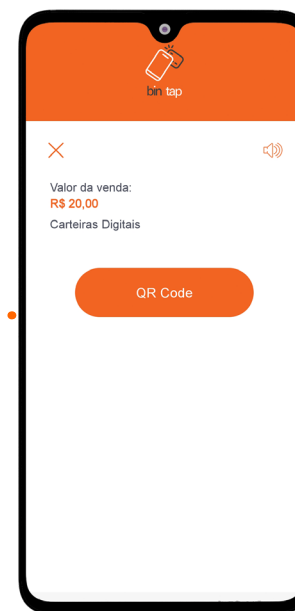 bin tap
Valor da venda:
R$ 20,00
Carteiras Digitais
QR Code